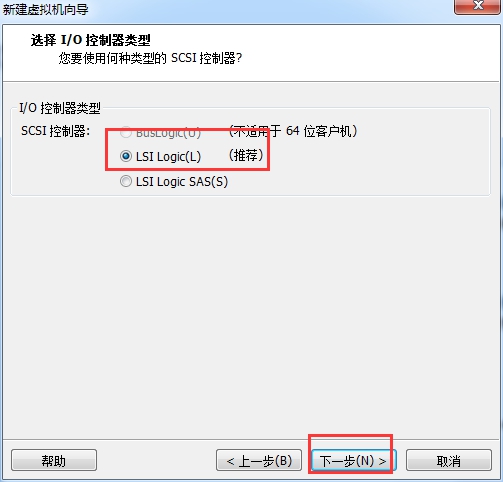 新建虚拟机向导
选择 I/O 控制器类型
您要使用何种类型的 SCSI 控制器?
I/O 控制器类型
SCSI 控制器: BusLogic(U) (不适用于 64 位客户机)
LSI Logic(L) (推荐)
LSI Logic SAS(S)
帮助 < 上一步(B) 下一步(N) > 取消